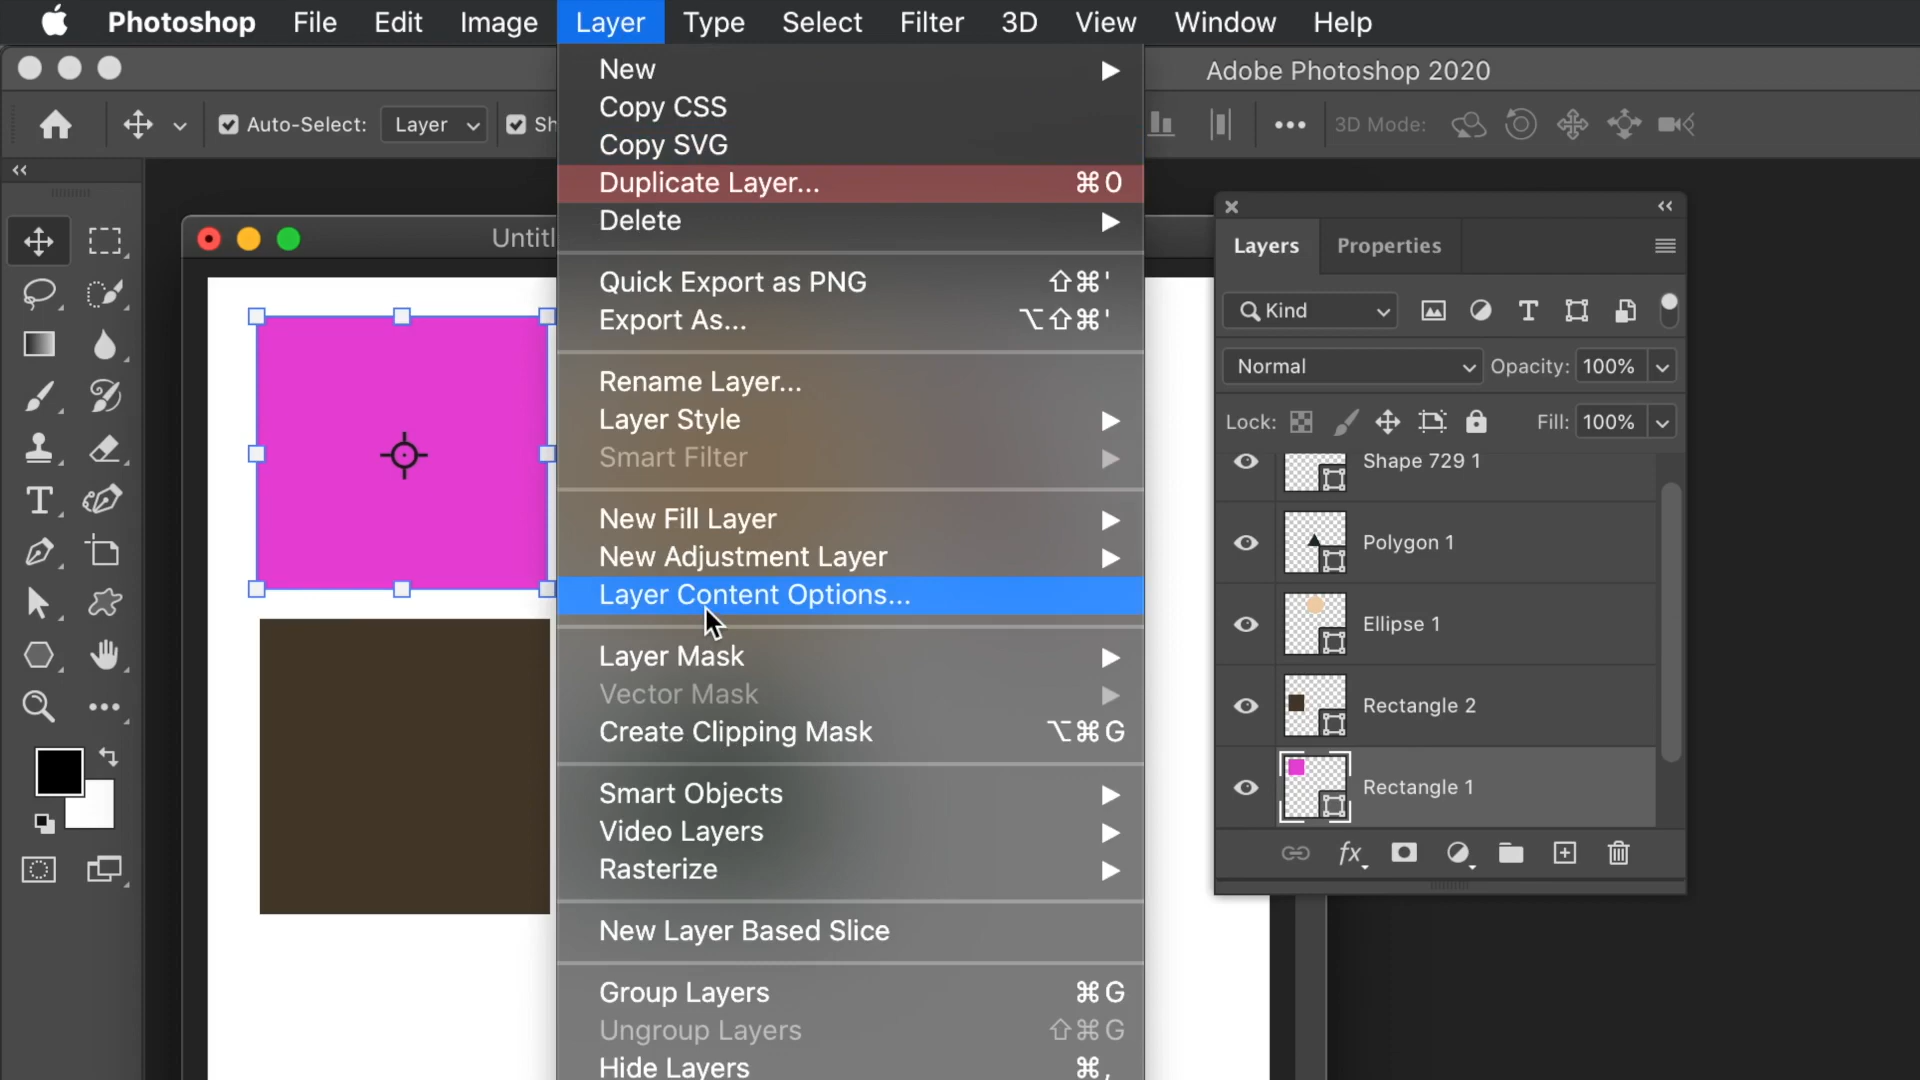 Photoshop File Edit Image Layer Type Select Filter 3D View Window Help
Adobe Photoshop 2020
Auto-Select: Layer Sh
3D Mode:
Untitl
New
Copy CSS
Copy SVG
Duplicate Layer... ⌘O
Delete
Quick Export as PNG ⇧⌘'
Export As... ⌥⇧⌘'
Rename Layer...
Layer Style
Smart Filter
New Fill Layer
New Adjustment Layer
Layer Content Options...
Layer Mask
Vector Mask
Create Clipping Mask ⌥⌘G
Smart Objects
Video Layers
Rasterize
New Layer Based Slice
Group Layers ⌘G
Ungroup Layers ⇧⌘G
Hide Layers ⌘,
Layers Properties
Kind
Normal Opacity: 100%
Lock: Fill: 100%
Shape 729 1
Polygon 1
Ellipse 1
Rectangle 2
Rectangle 1
fx